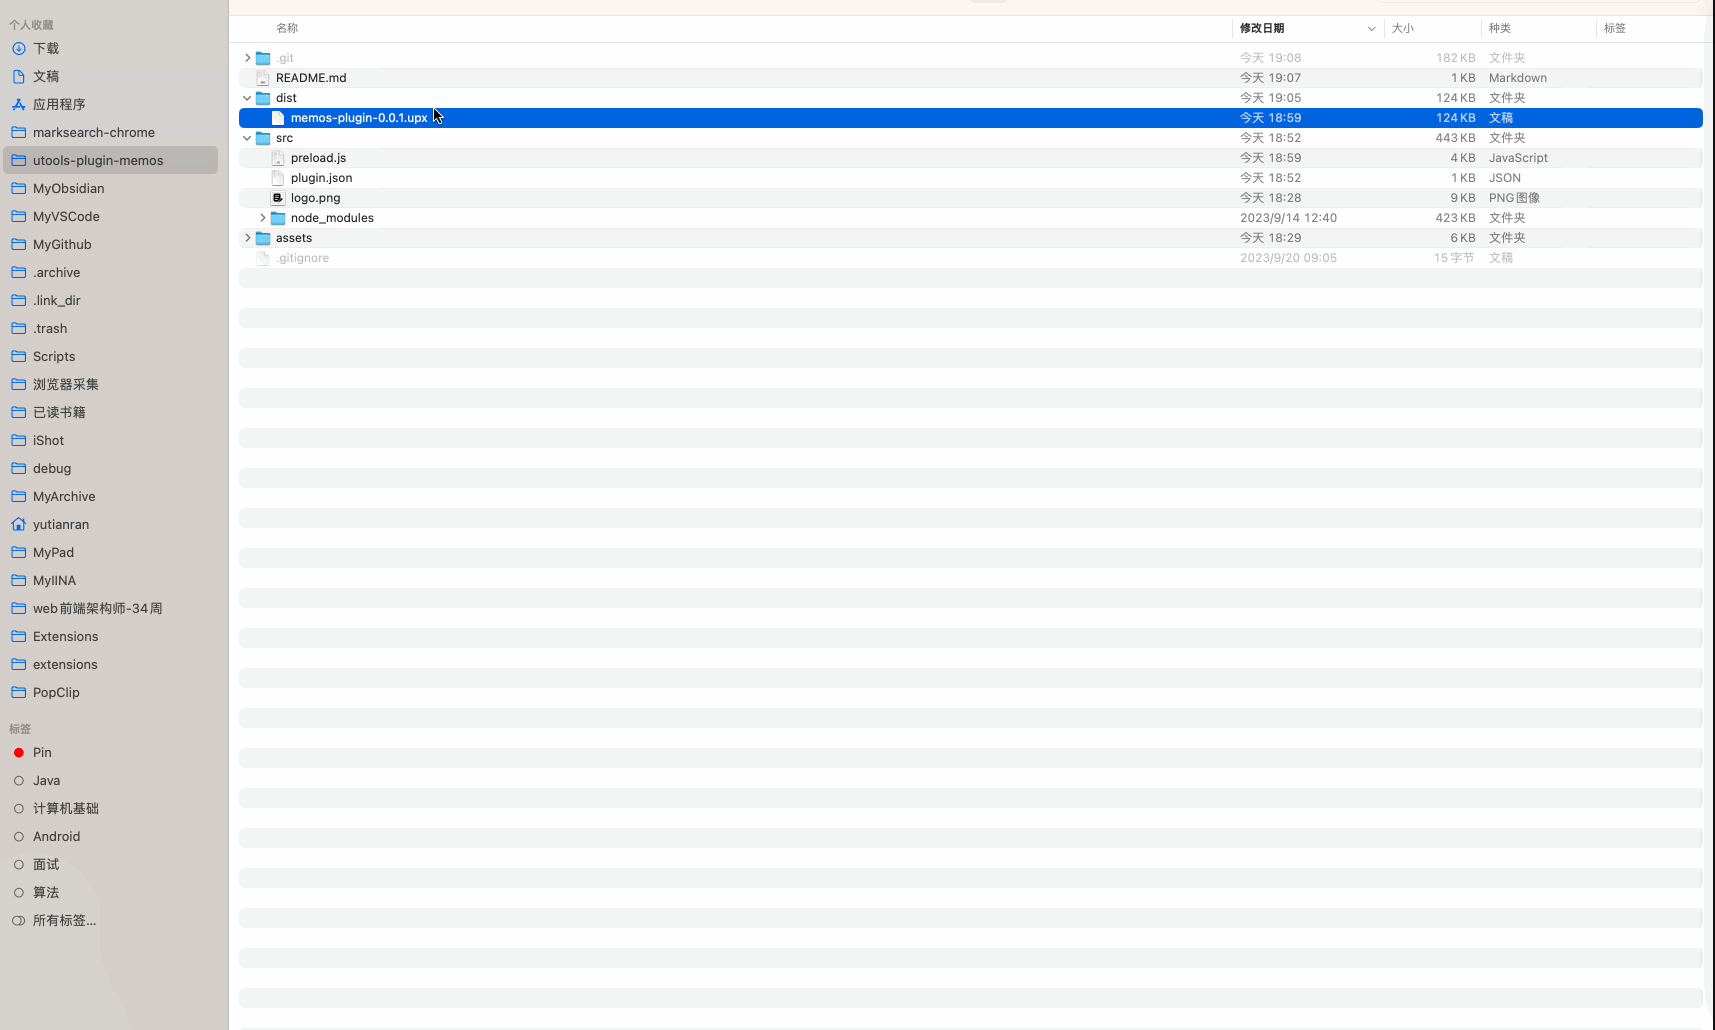 个人收藏
下载
文稿
应用程序
marksearch-chrome
utools-plugin-memos
MyObsidian
MyVSCode
MyGithub
.archive
.link_dir
.trash
Scripts
浏览器采集
已读书籍
iShot
debug
MyArchive
yutianran
MyPad
MyIINA
web前端架构师-34周
Extensions
extensions
PopClip
标签
Pin
Java
计算机基础
Android
面试
算法
所有标签...
名称 修改日期 大小 种类 标签
.git 今天 19:08 182 KB 文件夹
README.md 今天 19:07 1 KB Markdown
dist 今天 19:05 124 KB 文件夹
memos-plugin-0.0.1.upx 今天 18:59 124 KB 文稿
src 今天 18:52 443 KB 文件夹
preload.js 今天 18:59 4 KB JavaScript
plugin.json 今天 18:52 1 KB JSON
logo.png 今天 18:28 9 KB PNG图像
node_modules 2023/9/14 12:40 423 KB 文件夹
assets 今天 18:29 6 KB 文件夹
.gitignore 2023/9/20 09:05 15 字节 文稿